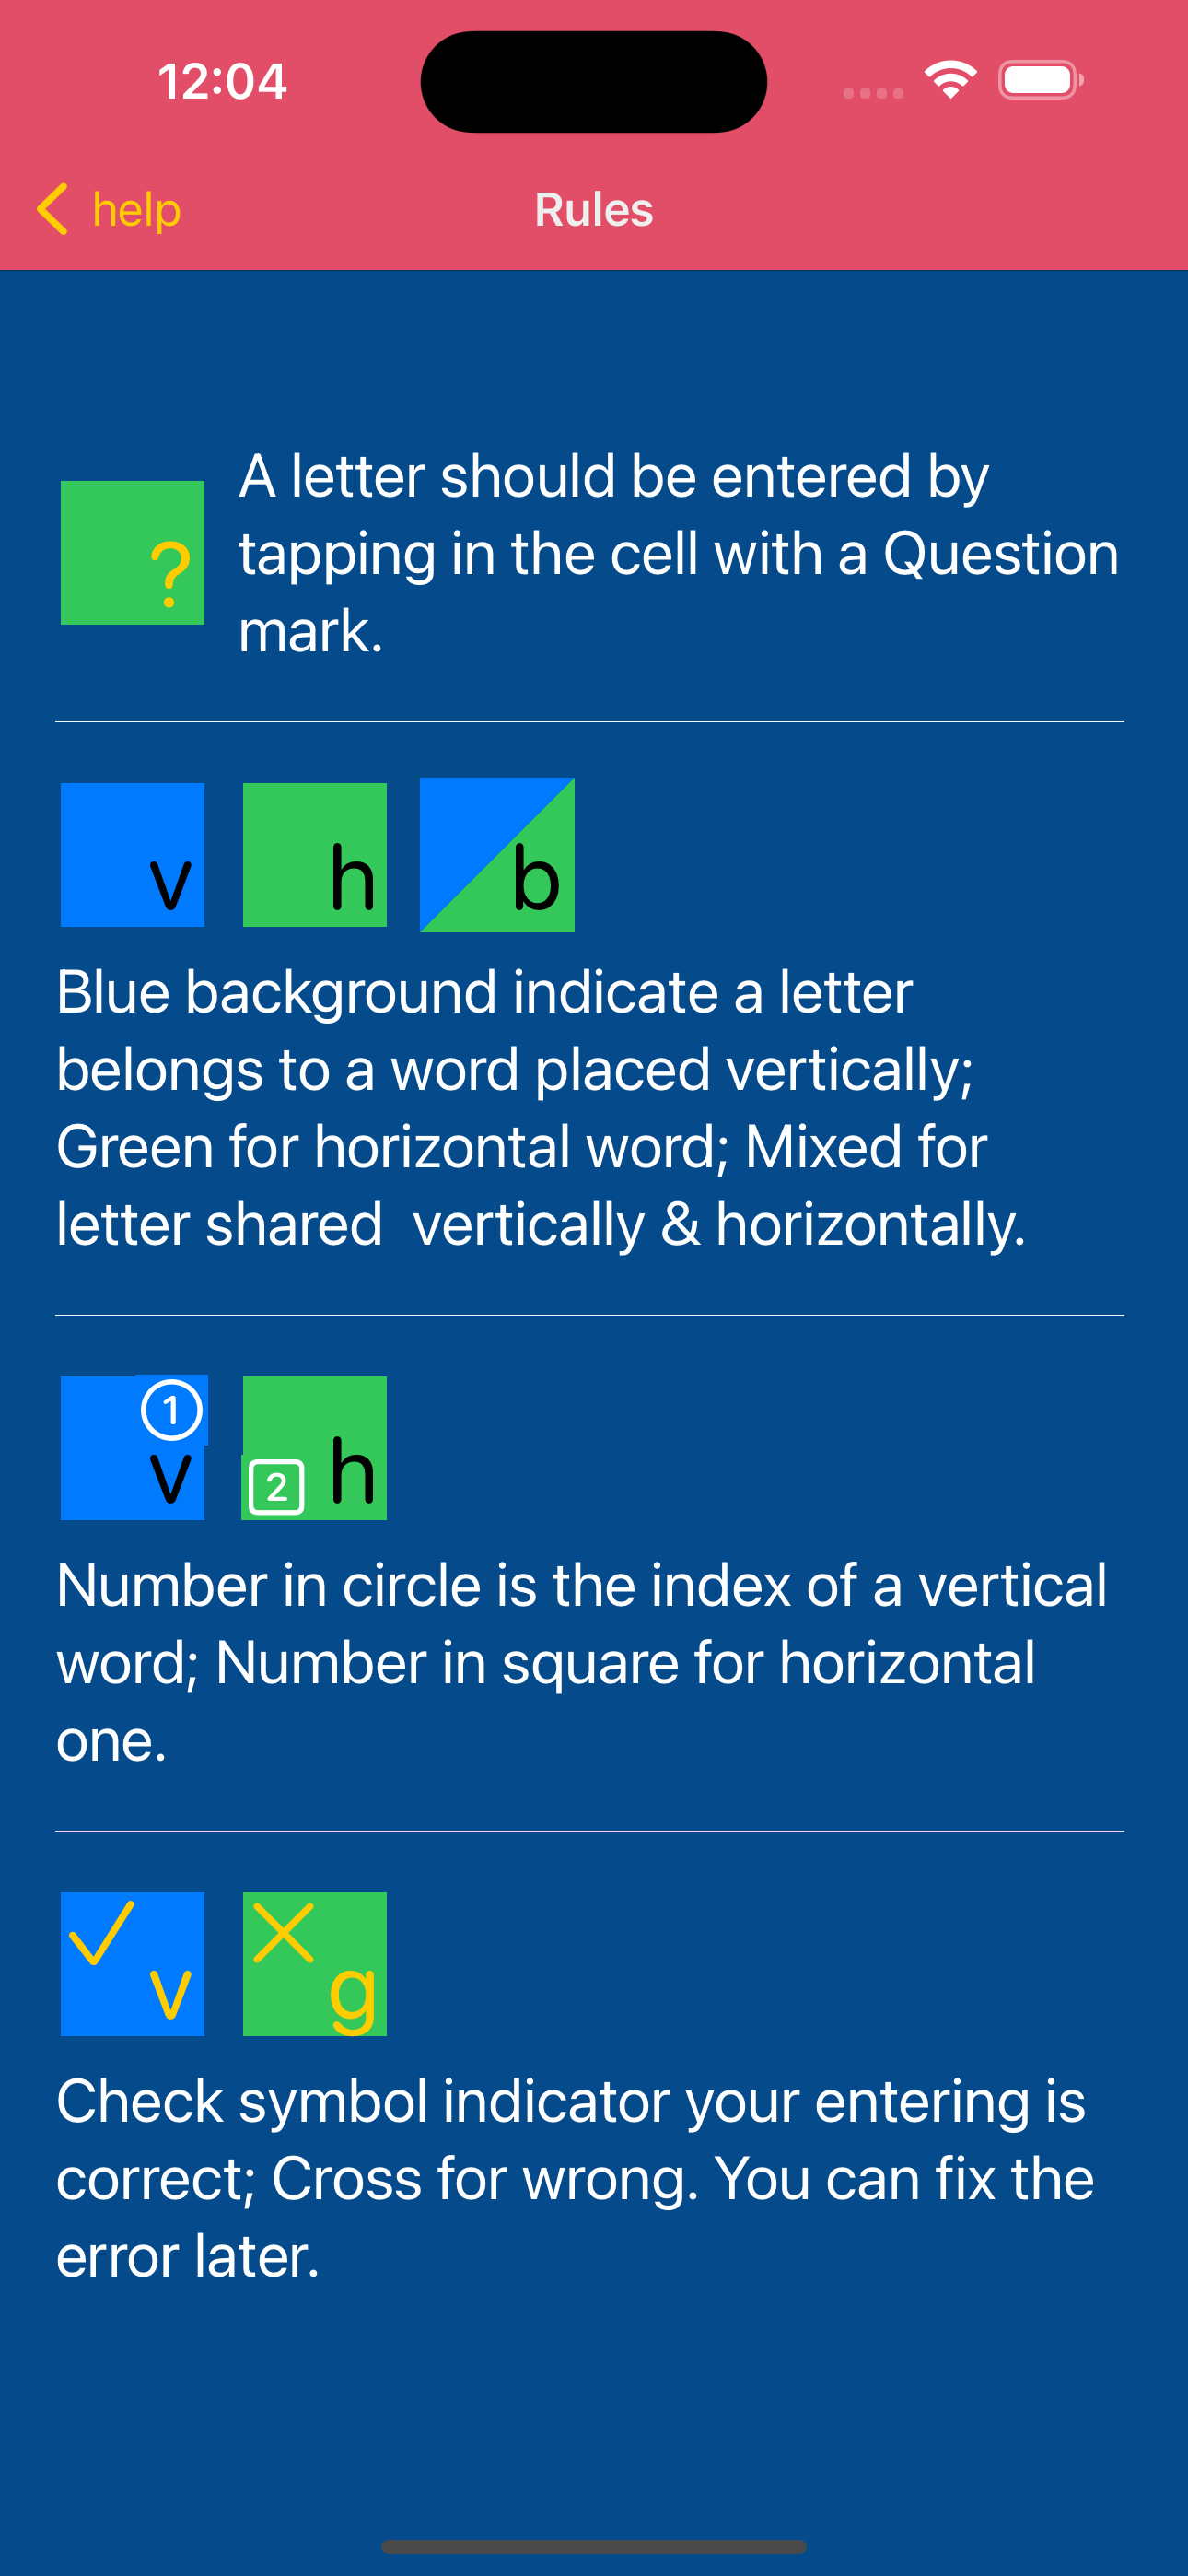 12:04
help
Rules
?
A letter should be entered by
tapping in the cell with a Question
mark.
v h b
Blue background indicate a letter
belongs to a word placed vertically;
Green for horizontal word; Mixed for
letter shared  vertically & horizontally.
1
v
2 h
Number in circle is the index of a vertical
word; Number in square for horizontal
one.
v g
Check symbol indicator your entering is
correct; Cross for wrong. You can fix the
error later.